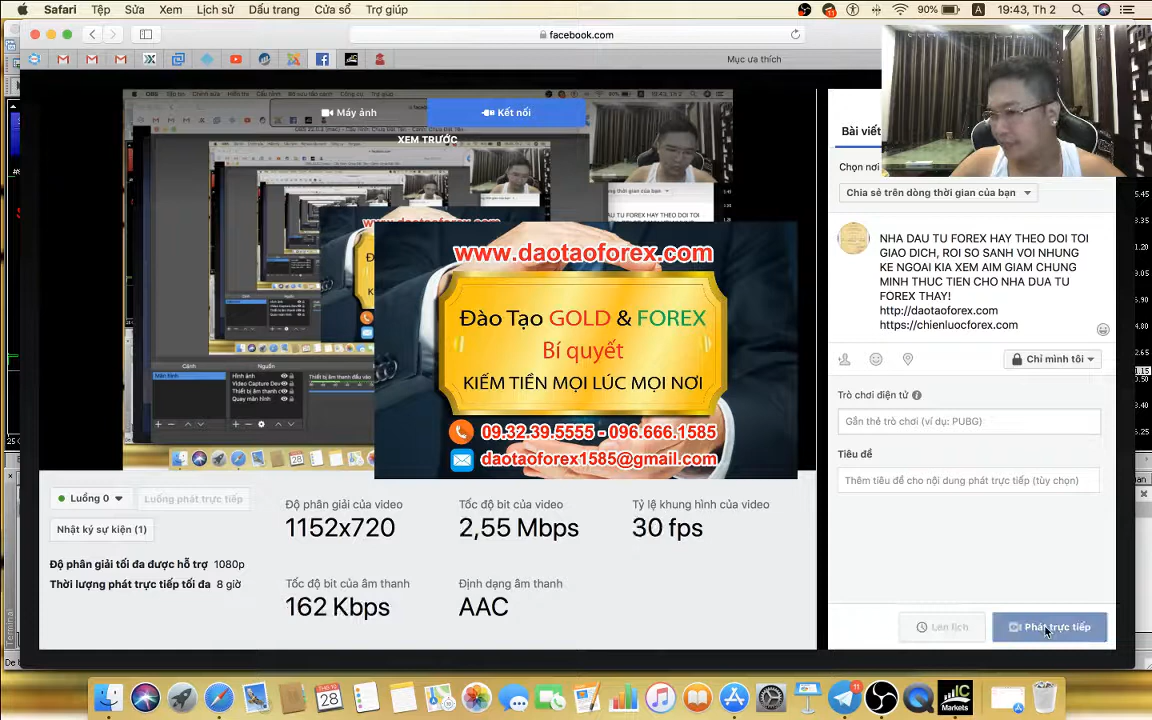 Safari Tệp Sửa Xem Lịch sử Dấu trang Cửa sổ Trợ giúp
90% A 19:43, Th 2
facebook.com
Mục ưa thích
Máy ảnh
Kết nối
XEM TRƯỚC
www.daotaoforex.com
Đào Tạo GOLD & FOREX
Bí quyết
KIẾM TIỀN MỌI LÚC MỌI NƠI
09.32.39.5555 - 096.666.1585
daotaoforex1585@gmail.com
Luồng 0
Luồng phát trực tiếp
Nhật ký sự kiện (1)
Độ phân giải tối đa được hỗ trợ 1080p
Thời lượng phát trực tiếp tối đa 8 giờ
Độ phân giải của video
1152x720
Tốc độ bit của video
2,55 Mbps
Tỷ lệ khung hình của video
30 fps
Tốc độ bit của âm thanh
162 Kbps
Định dạng âm thanh
AAC
Bài viết
Chọn nơi
Chia sẻ trên dòng thời gian của bạn
NHA DAU TU FOREX HAY THEO DOI TOI
GIAO DICH, ROI SO SANH VOI NHUNG
KE NGOAI KIA XEM AIM GIAM CHUNG
MINH THUC TIEN CHO NHA DUA TU
FOREX THAY!
http://daotaoforex.com
https://chienluocforex.com
Chỉ mình tôi
Trò chơi điện tử
Gắn thẻ trò chơi (ví dụ: PUBG)
Tiêu đề
Thêm tiêu đề cho nội dung phát trực tiếp (tùy chọn)
Lên lịch
Phát trực tiếp
Terminal
28
11
IC
Markets